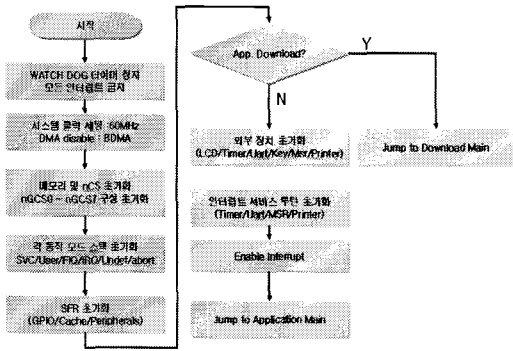 시작
WATCH DOG 타이머 정지
모든 인터럽트 금지
시스템 클럭 세팅 : 60MHz
DMA disable : BDMA
메모리 및 nCS 초기화
nGCS0 ~ nGCS7 구성 초기화
각 동작 모드 스택 초기화
SVC/User/FIQ/IRQ/Undef/abort
SFR 초기화
(GPIO/Cache/Peripherals)
App. Download?
Y
N
외부 장치 초기화
(LCD/Timer/Uart/Key/Msr/Printer)
Jump to Download Main
인터럽트 서비스 루틴 초기화
(Timer/Uart/MSR/Printer)
Enable Interrupt
Jump to Application Main